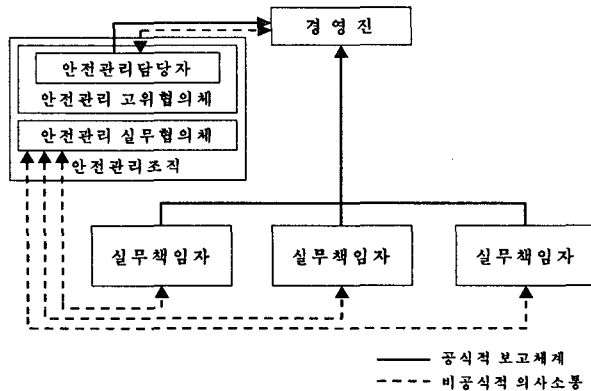 경영진
안전관리담당자
안전관리 고위협의체
안전관리 실무협의체
안전관리조직
실무책임자
실무책임자
실무책임자
공식적 보고체계
비공식적 의사소통